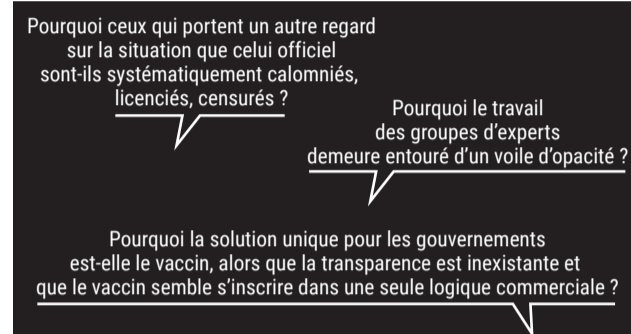 Pourquoi ceux qui portent un autre regard
sur la situation que celui officiel
sont-ils systématiquement calomniés,
licenciés, censurés ?
Pourquoi le travail
des groupes d’experts
demeure entouré d’un voile d’opacité ?
Pourquoi la solution unique pour les gouvernements
est-elle le vaccin, alors que la transparence est inexistante et
que le vaccin semble s’inscrire dans une seule logique commerciale ?